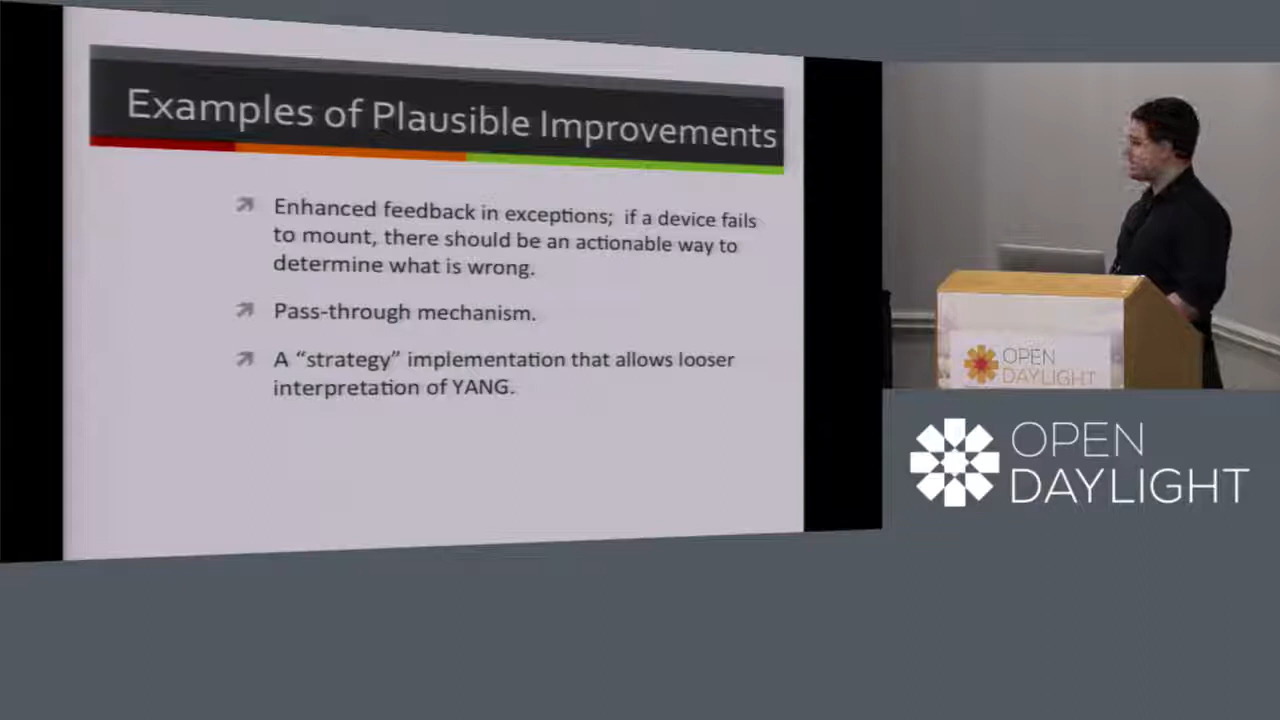 Examples of Plausible Improvements
Enhanced feedback in exceptions; if a device fails
to mount, there should be an actionable way to
determine what is wrong.
Pass-through mechanism.
A “strategy” implementation that allows looser
interpretation of YANG.
OPEN
DAYLIGHT
OPEN
DAYLIGHT